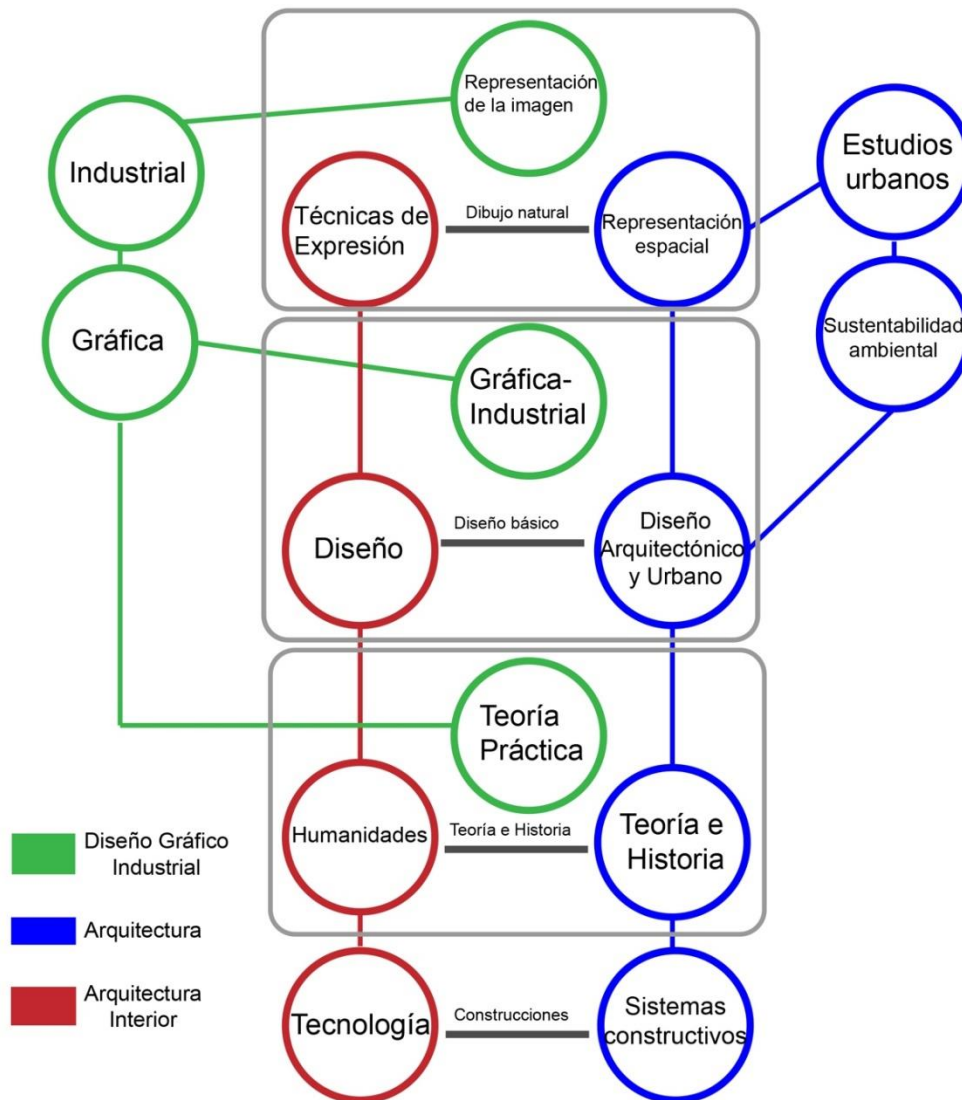 Representación
de la imagen
Industrial
Estudios
urbanos
Técnicas de
Expresión
Dibujo natural
Representación
espacial
Gráfica
Sustentabilidad
ambiental
Gráfica-
Industrial
Diseño
Diseño básico
Diseño
Arquitectónico
y Urbano
Teoría
Práctica
Humanidades
Teoría e Historia
Teoría e
Historia
Diseño Gráfico
Industrial
Arquitectura
Arquitectura
Interior
Tecnología
Construcciones
Sistemas
constructivos